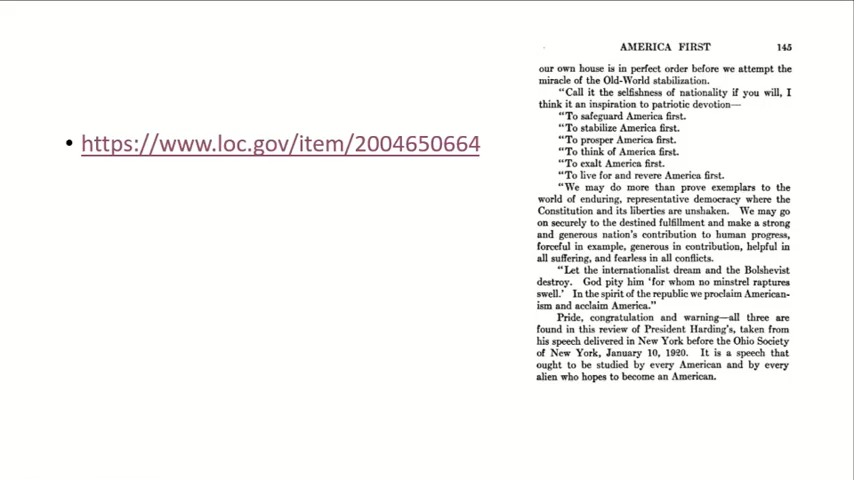 • https://www.loc.gov/item/2004650664
AMERICA FIRST 145
our own house is in perfect order before we attempt the
miracle of the Old-World stabilization.
"Call it the selfishness of nationality if you will, I
think it an inspiration to patriotic devotion—
"To safeguard America first.
"To stabilize America first.
"To prosper America first.
"To think of America first.
"To exalt America first.
"To live for and revere America first.
"We may do more than prove exemplars to the
world of enduring, representative democracy where the
Constitution and its liberties are unshaken. We may go
on securely to the destined fulfillment and make a strong
and generous nation's contribution to human progress,
forceful in example, generous in contribution, helpful in
all suffering, and fearless in all conflicts.
"Let the internationalist dream and the Bolshevist
destroy. God pity him 'for whom no minstrel raptures
swell.' In the spirit of the republic we proclaim American-
ism and acclaim America."
Pride, congratulation and warning—all three are
found in this review of President Harding's, taken from
his speech delivered in New York before the Ohio Society
of New York, January 10, 1920. It is a speech that
ought to be studied by every American and by every
alien who hopes to become an American.